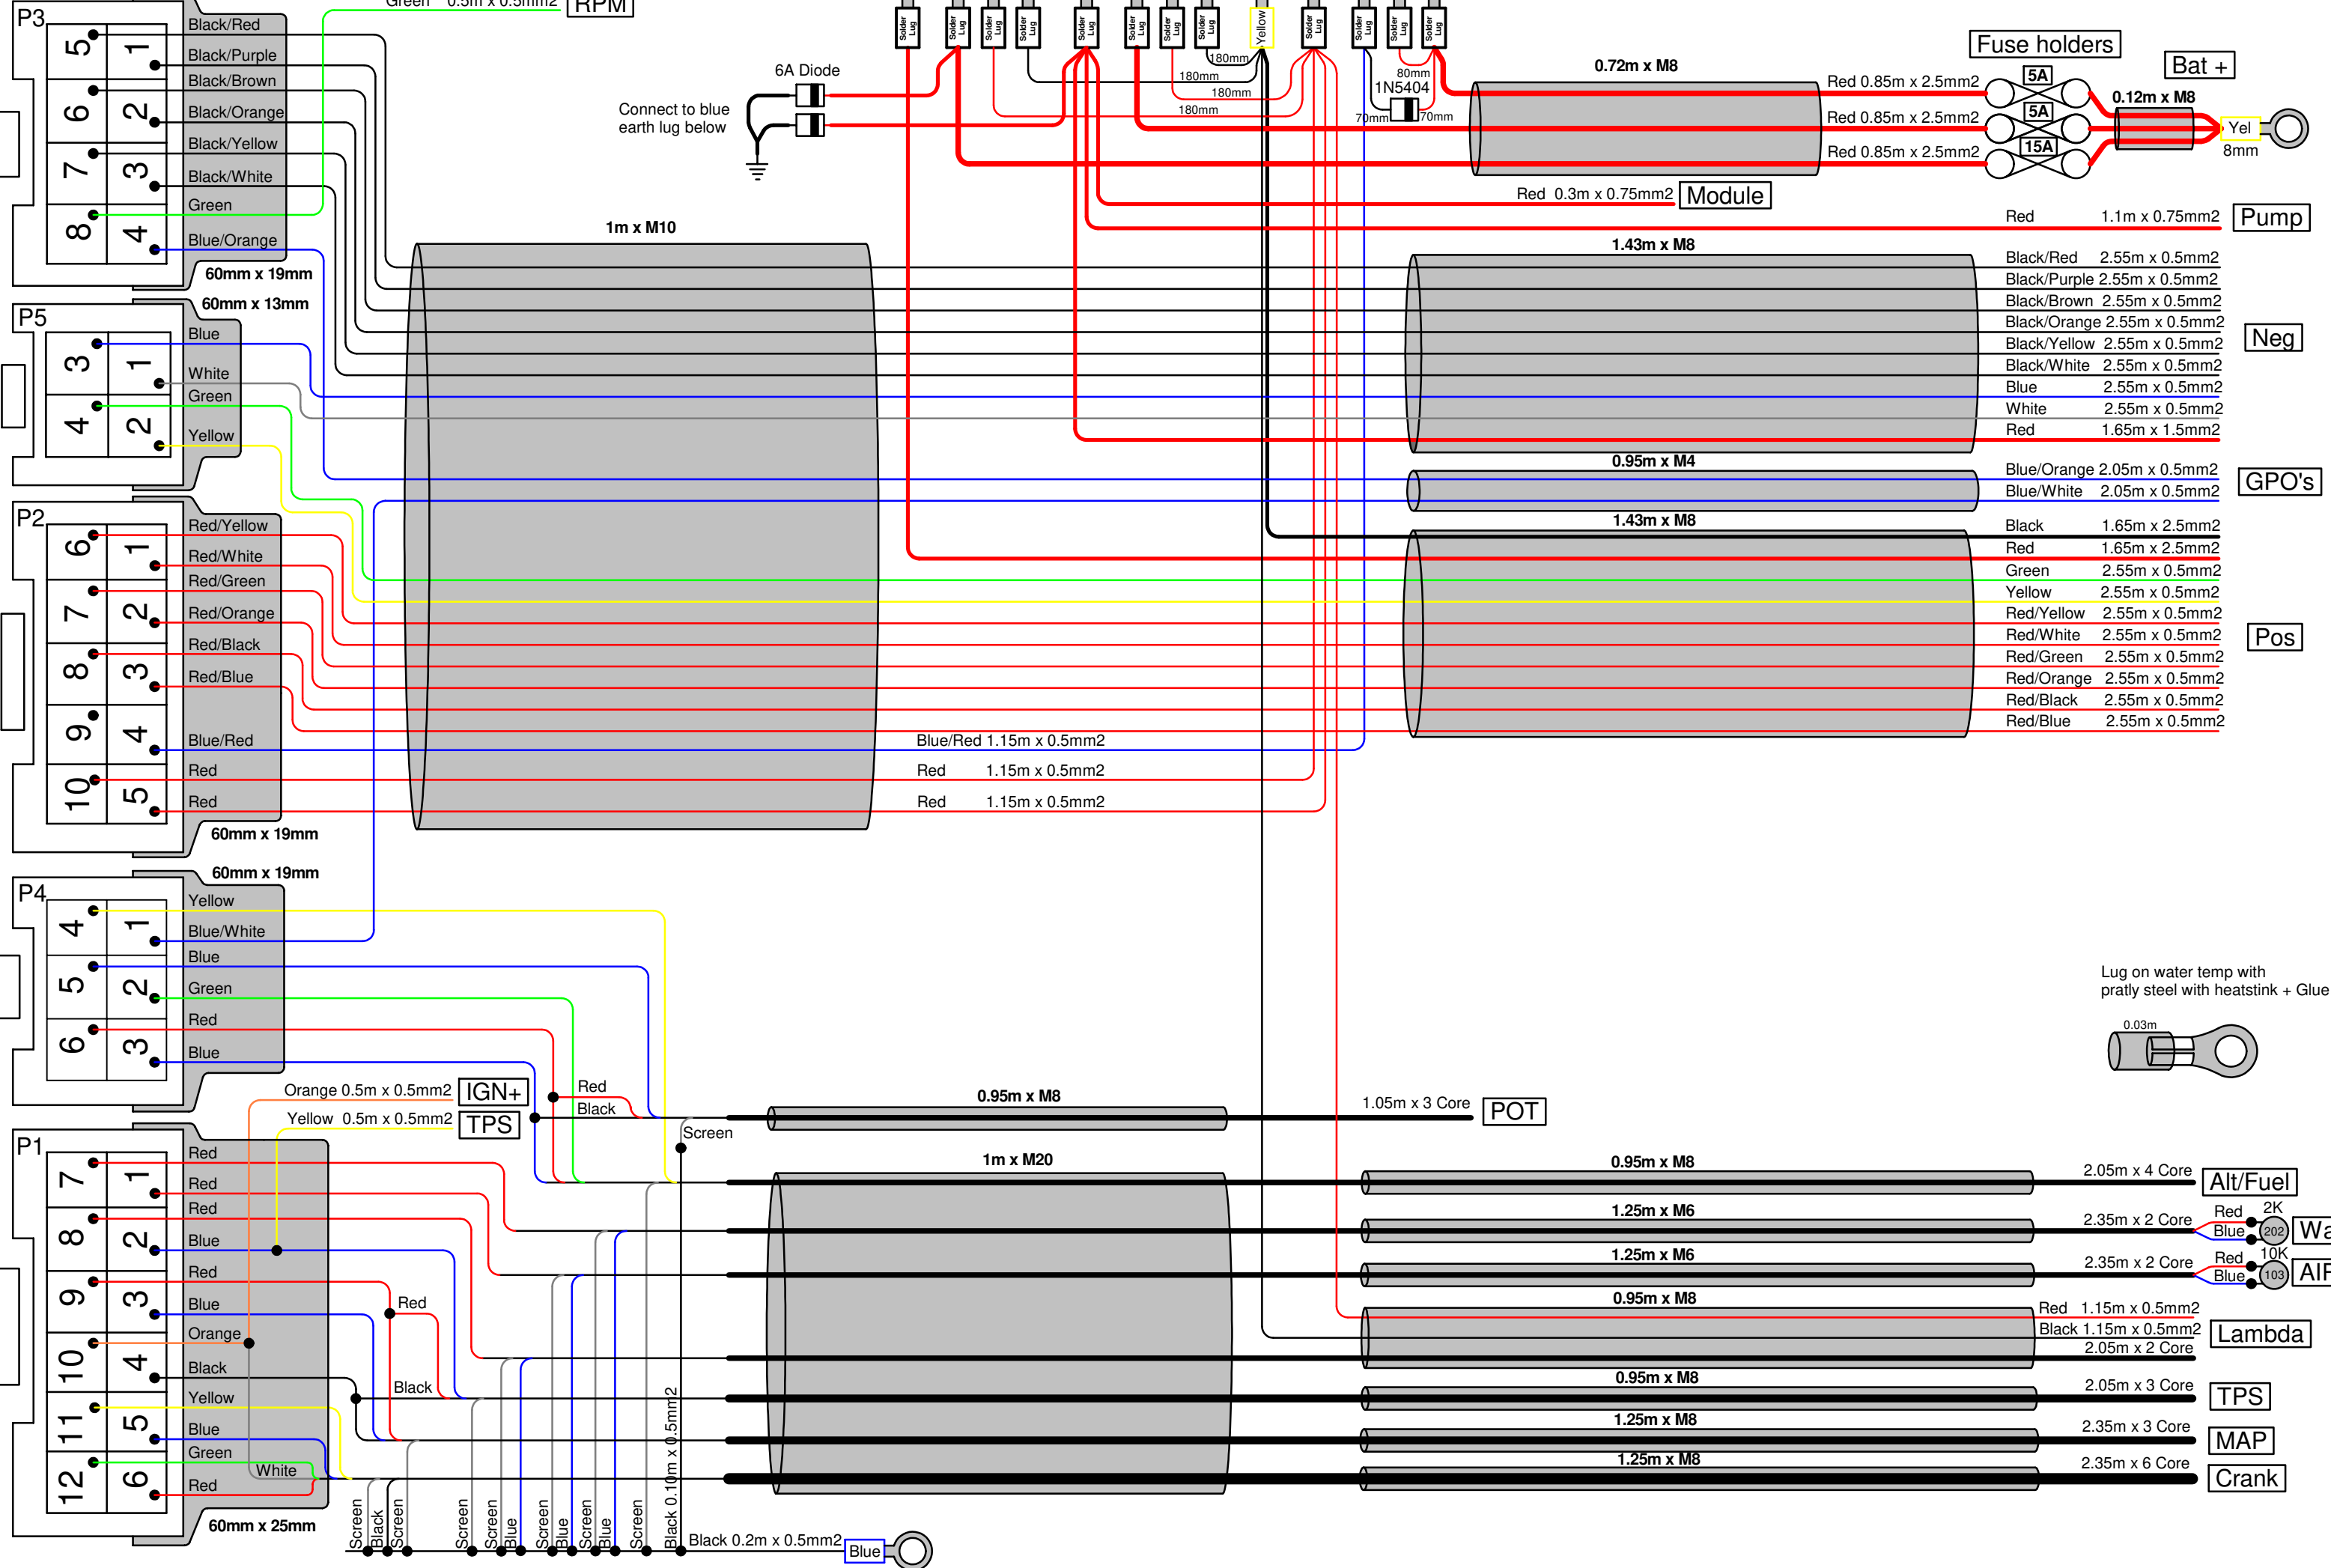 Green 0.5m x 0.5mm2 RPM
P3
5 1
6 2
7 3
8 4
Black/Red
Black/Purple
Black/Brown
Black/Orange
Black/Yellow
Black/White
Green
Blue/Orange
60mm x 19mm
60mm x 13mm
P5
3 1
4 2
Blue
White
Green
Yellow
P2
6 1
7 2
8 3
9 4
10 5
Red/Yellow
Red/White
Red/Green
Red/Orange
Red/Black
Red/Blue
Blue/Red
Red
Red
60mm x 19mm
60mm x 19mm
P4
4 1
5 2
6 3
Yellow
Blue/White
Blue
Green
Red
Blue
Orange 0.5m x 0.5mm2 IGN+
Yellow 0.5m x 0.5mm2 TPS
P1
7 1
8 2
9 3
10 4
11 5
12 6
Red
Red
Red
Blue
Red
Blue
Orange
Black
Yellow
Blue
Green
White
Red
60mm x 25mm
Red
Black
Red
Black
Screen
Screen
Black
Screen
Screen
Screen
Blue
Screen
Blue
Screen
Blue
Screen
Black 0.10m x 0.5mm2
Black 0.2m x 0.5mm2 Blue
1m x M10
Blue/Red 1.15m x 0.5mm2
Red 1.15m x 0.5mm2
Red 1.15m x 0.5mm2
6A Diode
Connect to blue
earth lug below
Solder Lug
Solder Lug
Solder Lug
Solder Lug
Solder Lug
Solder Lug
Solder Lug
Solder Lug
Yellow
Solder Lug
Solder Lug
Solder Lug
Solder Lug
180mm
180mm
180mm
180mm
80mm
1N5404
70mm 70mm
0.72m x M8
Fuse holders
Bat +
Red 0.85m x 2.5mm2 5A
Red 0.85m x 2.5mm2 5A
Red 0.85m x 2.5mm2 15A
0.12m x M8
Yel
8mm
Red 0.3m x 0.75mm2 Module
Red 1.1m x 0.75mm2 Pump
1.43m x M8
Black/Red 2.55m x 0.5mm2
Black/Purple 2.55m x 0.5mm2
Black/Brown 2.55m x 0.5mm2
Black/Orange 2.55m x 0.5mm2
Black/Yellow 2.55m x 0.5mm2
Black/White 2.55m x 0.5mm2
Blue 2.55m x 0.5mm2
White 2.55m x 0.5mm2
Red 1.65m x 1.5mm2
Neg
0.95m x M4
Blue/Orange 2.05m x 0.5mm2
Blue/White 2.05m x 0.5mm2
GPO's
1.43m x M8
Black 1.65m x 2.5mm2
Red 1.65m x 2.5mm2
Green 2.55m x 0.5mm2
Yellow 2.55m x 0.5mm2
Red/Yellow 2.55m x 0.5mm2
Red/White 2.55m x 0.5mm2
Red/Green 2.55m x 0.5mm2
Red/Orange 2.55m x 0.5mm2
Red/Black 2.55m x 0.5mm2
Red/Blue 2.55m x 0.5mm2
Pos
Lug on water temp with
pratly steel with heatstink + Glue
0.03m
0.95m x M8
1.05m x 3 Core POT
1m x M20
0.95m x M8
2.05m x 4 Core Alt/Fuel
1.25m x M6
2.35m x 2 Core Red 2K
Blue 202 Wa
1.25m x M6
2.35m x 2 Core Red 10K
Blue 103 AIR
0.95m x M8
Red 1.15m x 0.5mm2
Black 1.15m x 0.5mm2
2.05m x 2 Core
Lambda
0.95m x M8
2.05m x 3 Core TPS
1.25m x M8
2.35m x 3 Core MAP
1.25m x M8
2.35m x 6 Core Crank